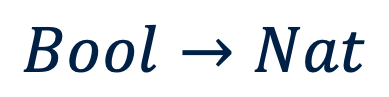 Bool → Nat